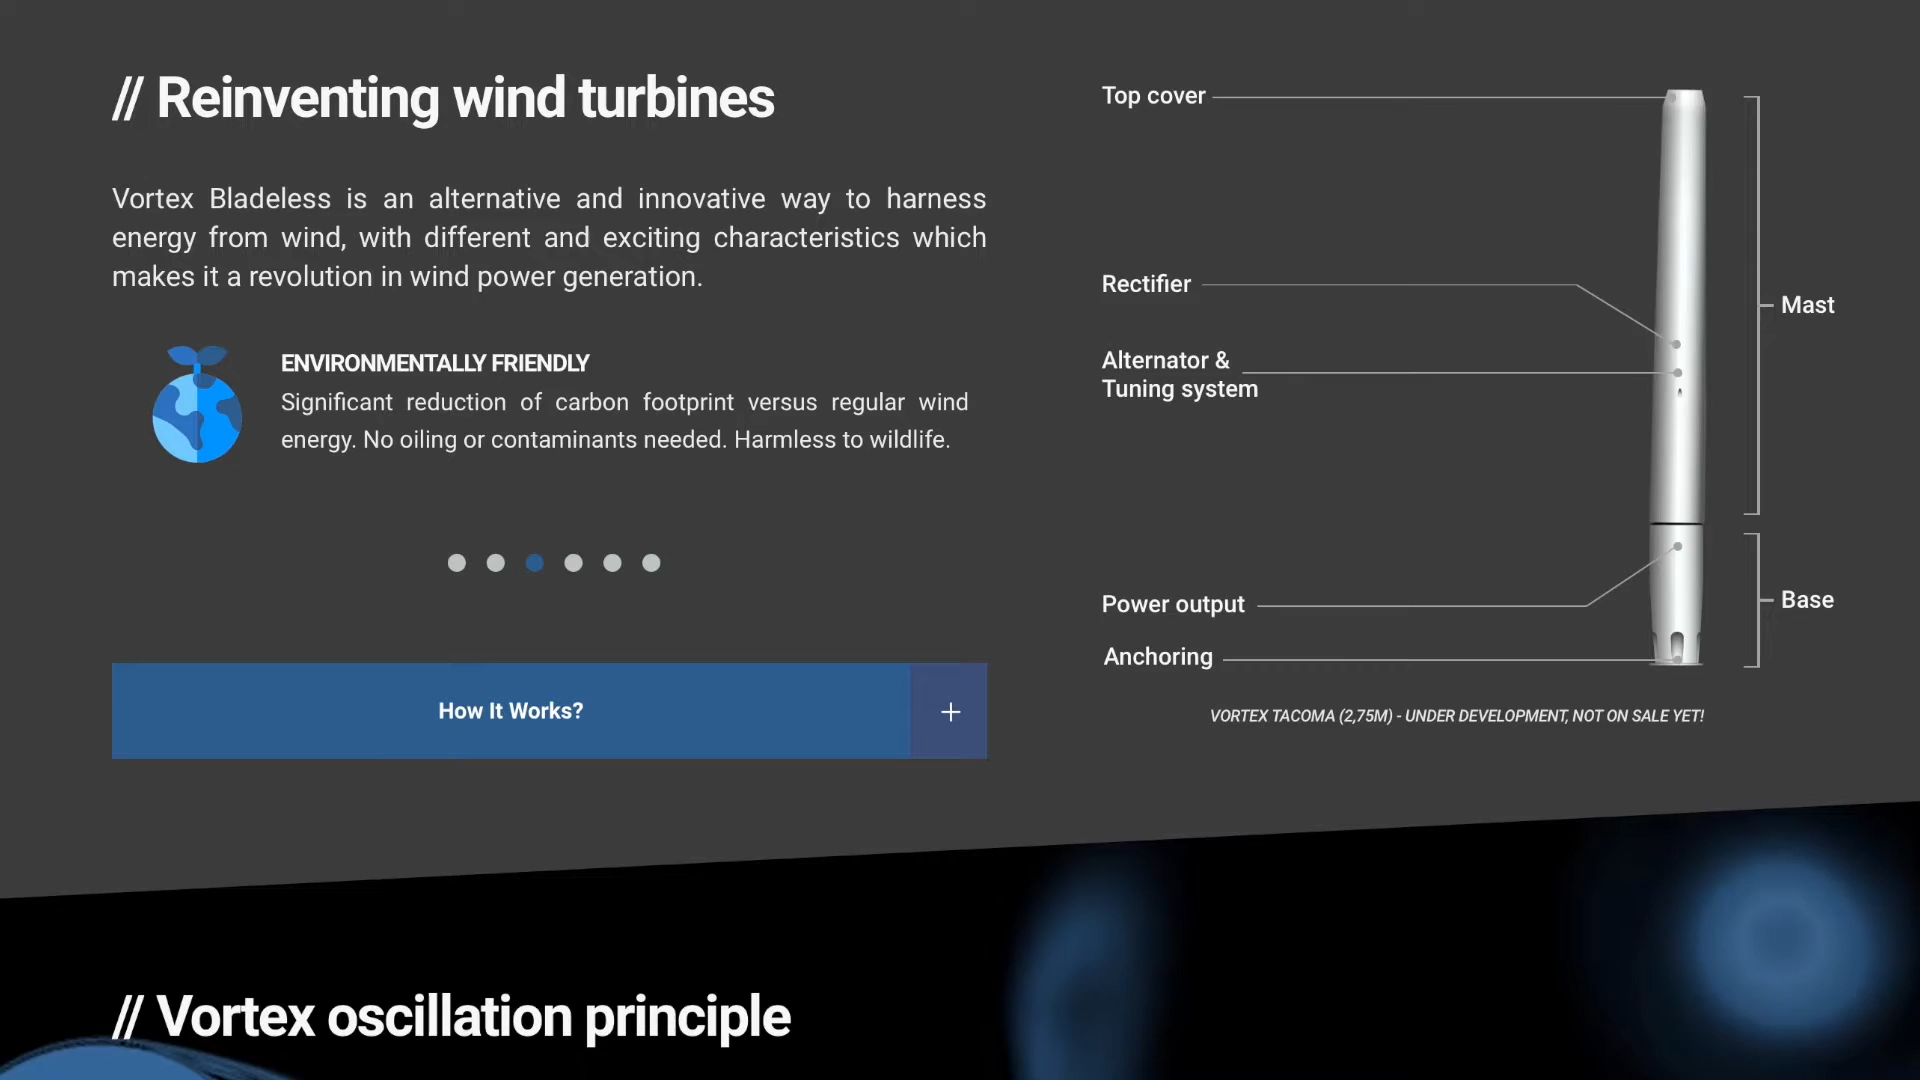 // Reinventing wind turbines
Vortex Bladeless is an alternative and innovative way to harness
energy from wind, with different and exciting characteristics which
makes it a revolution in wind power generation.
ENVIRONMENTALLY FRIENDLY
Significant reduction of carbon footprint versus regular wind
energy. No oiling or contaminants needed. Harmless to wildlife.
How It Works?
+
Top cover
Rectifier
Alternator &
Tuning system
Power output
Anchoring
Mast
Base
VORTEX TACOMA (2,75M) - UNDER DEVELOPMENT, NOT ON SALE YET!
// Vortex oscillation principle